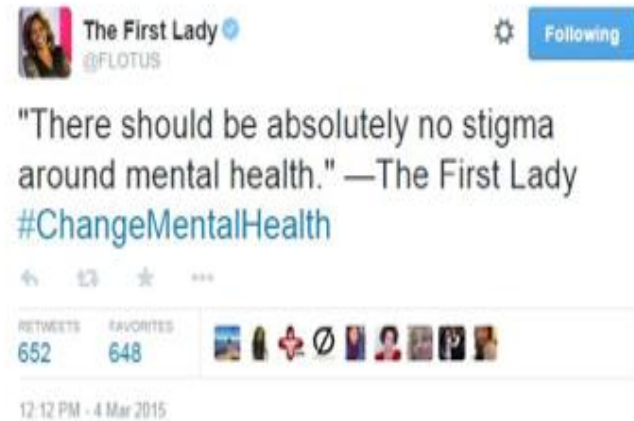 The First Lady
@FLOTUS
Following
"There should be absolutely no stigma
around mental health." —The First Lady
#ChangeMentalHealth
RETWEETS
652
FAVORITES
648
12:12 PM - 4 Mar 2015